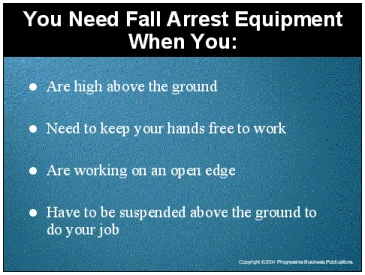 You Need Fall Arrest Equipment
When You:
● Are high above the ground
● Need to keep your hands free to work
● Are working on an open edge
● Have to be suspended above the ground to
do your job
Copyright ©2004 Progressive Business Publications